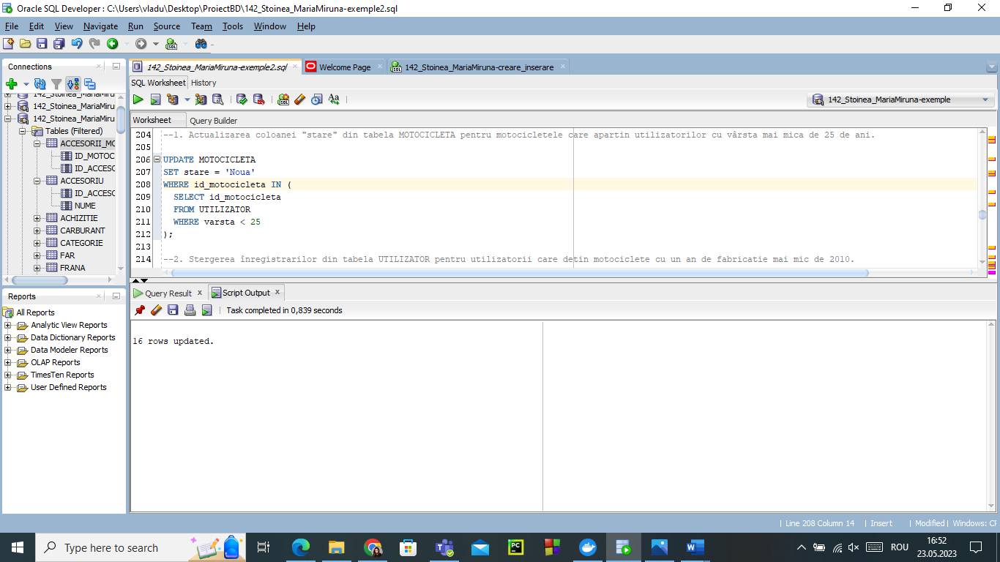 Oracle SQL Developer : C:\Users\vladu\Desktop\ProiectBD\142_Stoinea_MariaMiruna-exemple2.sql
File Edit View Navigate Run Source Team Tools Window Help
Connections
142_Stoinea_MariaMiru
142_Stoinea_MariaMiru
142_Stoinea_MariaMiru
Tables (Filtered)
ACCESORII_MO
ID_MOTOC
ID_ACCESO
ACCESORIU
ID_ACCESO
NUME
ACHIZITIE
CARBURANT
CATEGORIE
FAR
FRANA
Reports
All Reports
Analytic View Reports
Data Dictionary Reports
Data Modeler Reports
OLAP Reports
TimesTen Reports
User Defined Reports
142_Stoinea_MariaMiruna-exemple2.sql Welcome Page 142_Stoinea_MariaMiruna-creare_inserare
SQL Worksheet History
142_Stoinea_MariaMiruna-exemple
Worksheet Query Builder
204 --1. Actualizarea coloanei "stare" din tabela MOTOCICLETA pentru motocicletele care apartin utilizatorilor cu vârsta mai mica de 25 de ani.
205
206 UPDATE MOTOCICLETA
207 SET stare = 'Noua'
208 WHERE id_motocicleta IN (
209 SELECT id_motocicleta
210 FROM UTILIZATOR
211 WHERE varsta < 25
212 );
213
214 --2. Stergerea înregistrarilor din tabela UTILIZATOR pentru utilizatorii care detin motociclete cu un an de fabricatie mai mic de 2010.
Query Result x Script Output x
Task completed in 0,839 seconds
16 rows updated.
Line 208 Column 14 | Insert | Modified | Windows: CF
Type here to search
ROU
16:52
23.05.2023